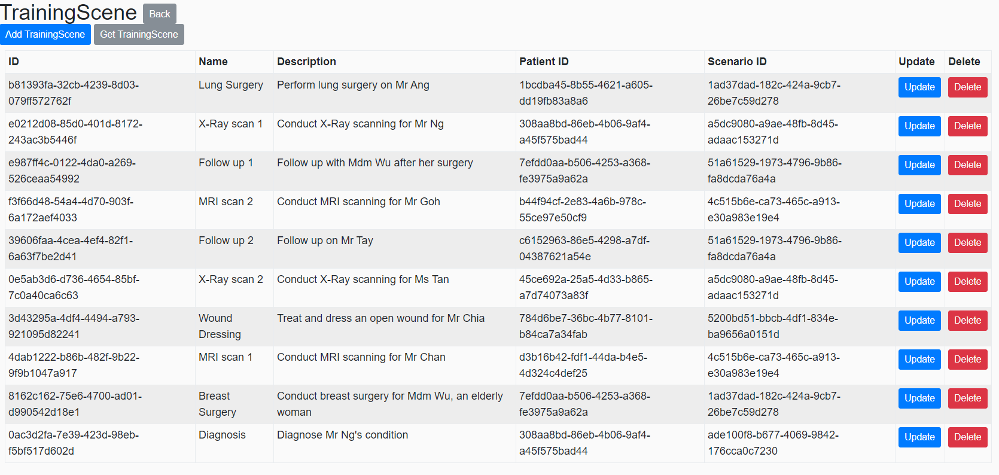 TrainingScene Back
Add TrainingScene Get TrainingScene
ID Name Description Patient ID Scenario ID Update Delete
b81393fa-32cb-4239-8d03- Lung Surgery Perform lung surgery on Mr Ang 1bcdba45-8b55-4621-a605- 1ad37dad-182c-424a-9cb7- Update Delete
079ff572762f dd19fb83a8a6 26be7c59d278
e0212d08-85d0-401d-8172- X-Ray scan 1 Conduct X-Ray scanning for Mr Ng 308aa8bd-86eb-4b06-9af4- a5dc9080-a9ae-48fb-8d45- Update Delete
243ac3b5446f a45f575bad44 adaac153271d
e987ff4c-0122-4da0-a269- Follow up 1 Follow up with Mdm Wu after her surgery 7efdd0aa-b506-4253-a368- 51a61529-1973-4796-9b86- Update Delete
526ceaa54992 fe3975a9a62a fa8dcda76a4a
f3f66d48-54a4-4d70-903f- MRI scan 2 Conduct MRI scanning for Mr Goh b44f94cf-2e83-4a6b-978c- 4c515b6e-ca73-465c-a913- Update Delete
6a172aef4033 55ce97e50cf9 e30a983e19e4
39606faa-4cea-4ef4-82f1- Follow up 2 Follow up on Mr Tay c6152963-86e5-4298-a7df- 51a61529-1973-4796-9b86- Update Delete
6a63f7be2d41 04387621a54e fa8dcda76a4a
0e5ab3d6-d736-4654-85bf- X-Ray scan 2 Conduct X-Ray scanning for Ms Tan 45ce692a-25a5-4d33-b865- a5dc9080-a9ae-48fb-8d45- Update Delete
7c0a40ca6c63 a7d74073a83f adaac153271d
3d43295a-4df4-4494-a793- Wound Treat and dress an open wound for Mr Chia 784d6be7-36bc-4b77-8101- 5200bd51-bbcb-4df1-834e- Update Delete
921095d82241 Dressing b84ca7a34fab ba9656a0151d
4dab1222-b86b-482f-9b22- MRI scan 1 Conduct MRI scanning for Mr Chan d3b16b42-fdf1-44da-b4e5- 4c515b6e-ca73-465c-a913- Update Delete
9f9b1047a917 4d324c4def25 e30a983e19e4
8162c162-75e6-4700-ad01- Breast Conduct breast surgery for Mdm Wu, an elderly 7efdd0aa-b506-4253-a368- 1ad37dad-182c-424a-9cb7- Update Delete
d990542d18e1 Surgery woman fe3975a9a62a 26be7c59d278
0ac3d2fa-7e39-423d-98eb- Diagnosis Diagnose Mr Ng's condition 308aa8bd-86eb-4b06-9af4- ade100f8-b677-4069-9842- Update Delete
f5bf517d602d a45f575bad44 176cca0c7230